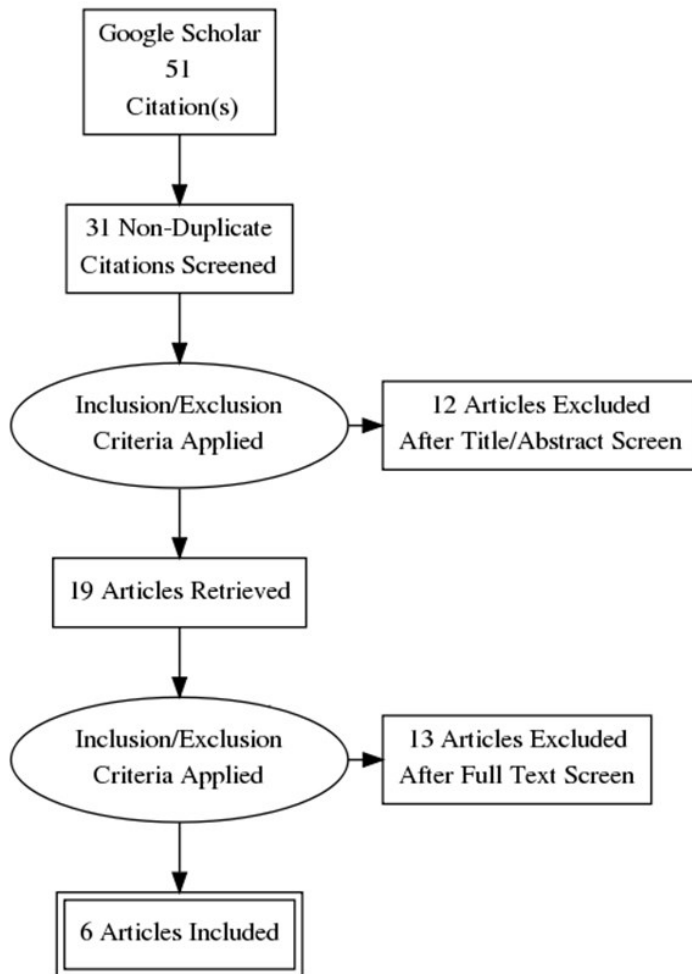 Google Scholar
51
Citation(s)
31 Non-Duplicate
Citations Screened
Inclusion/Exclusion
Criteria Applied
12 Articles Excluded
After Title/Abstract Screen
19 Articles Retrieved
Inclusion/Exclusion
Criteria Applied
13 Articles Excluded
After Full Text Screen
6 Articles Included